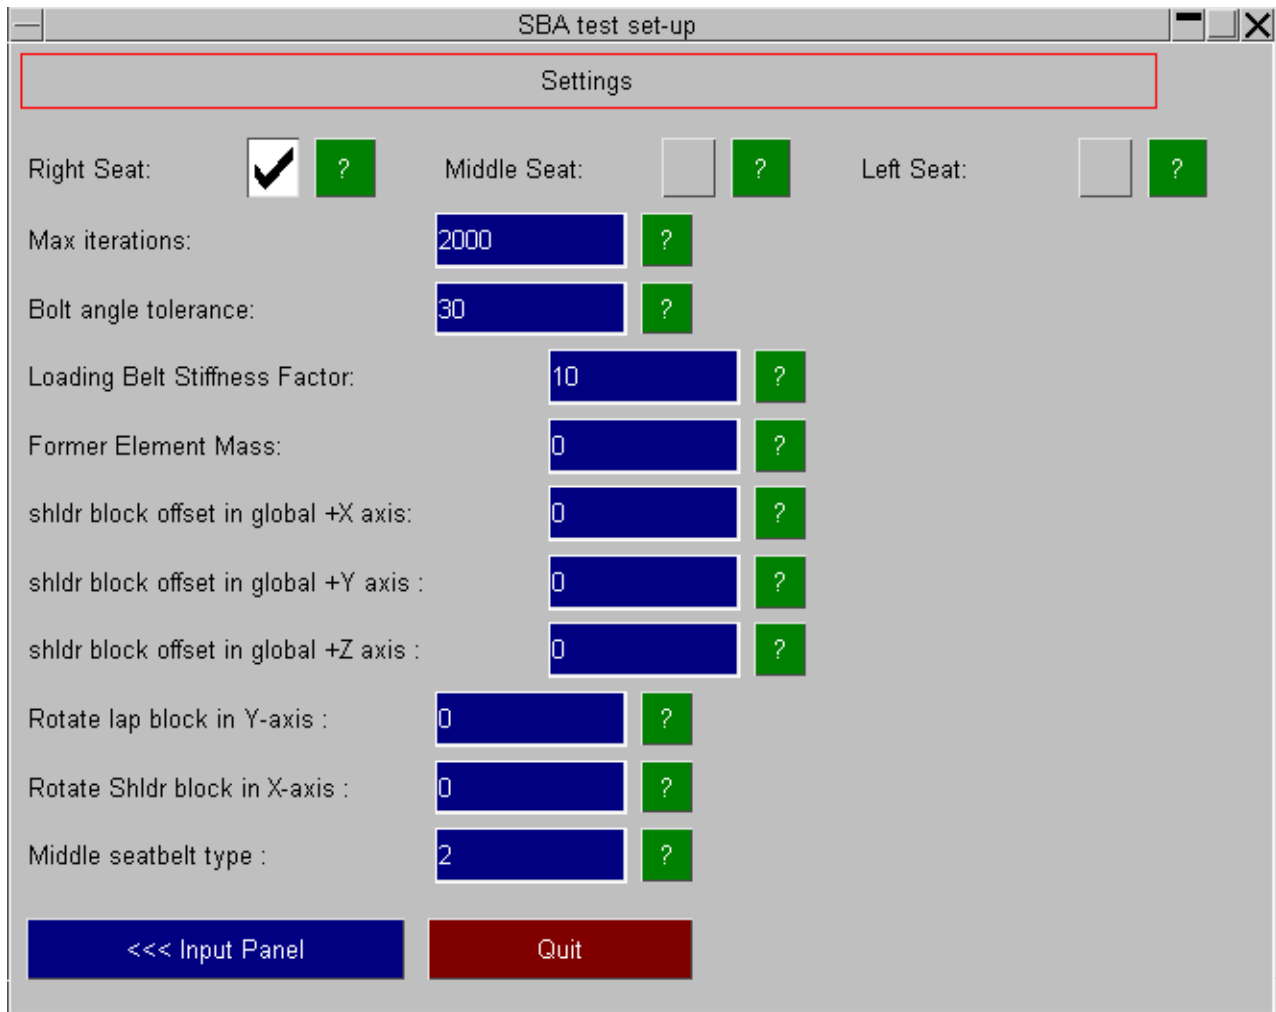 SBA test set-up
Settings
Right Seat: ? Middle Seat: ? Left Seat: ?
Max iterations: 2000 ?
Bolt angle tolerance: 30 ?
Loading Belt Stiffness Factor: 10 ?
Former Element Mass: 0 ?
shldr block offset in global +X axis: 0 ?
shldr block offset in global +Y axis : 0 ?
shldr block offset in global +Z axis : 0 ?
Rotate lap block in Y-axis : 0 ?
Rotate Shldr block in X-axis : 0 ?
Middle seatbelt type : 2 ?
<<< Input Panel Quit